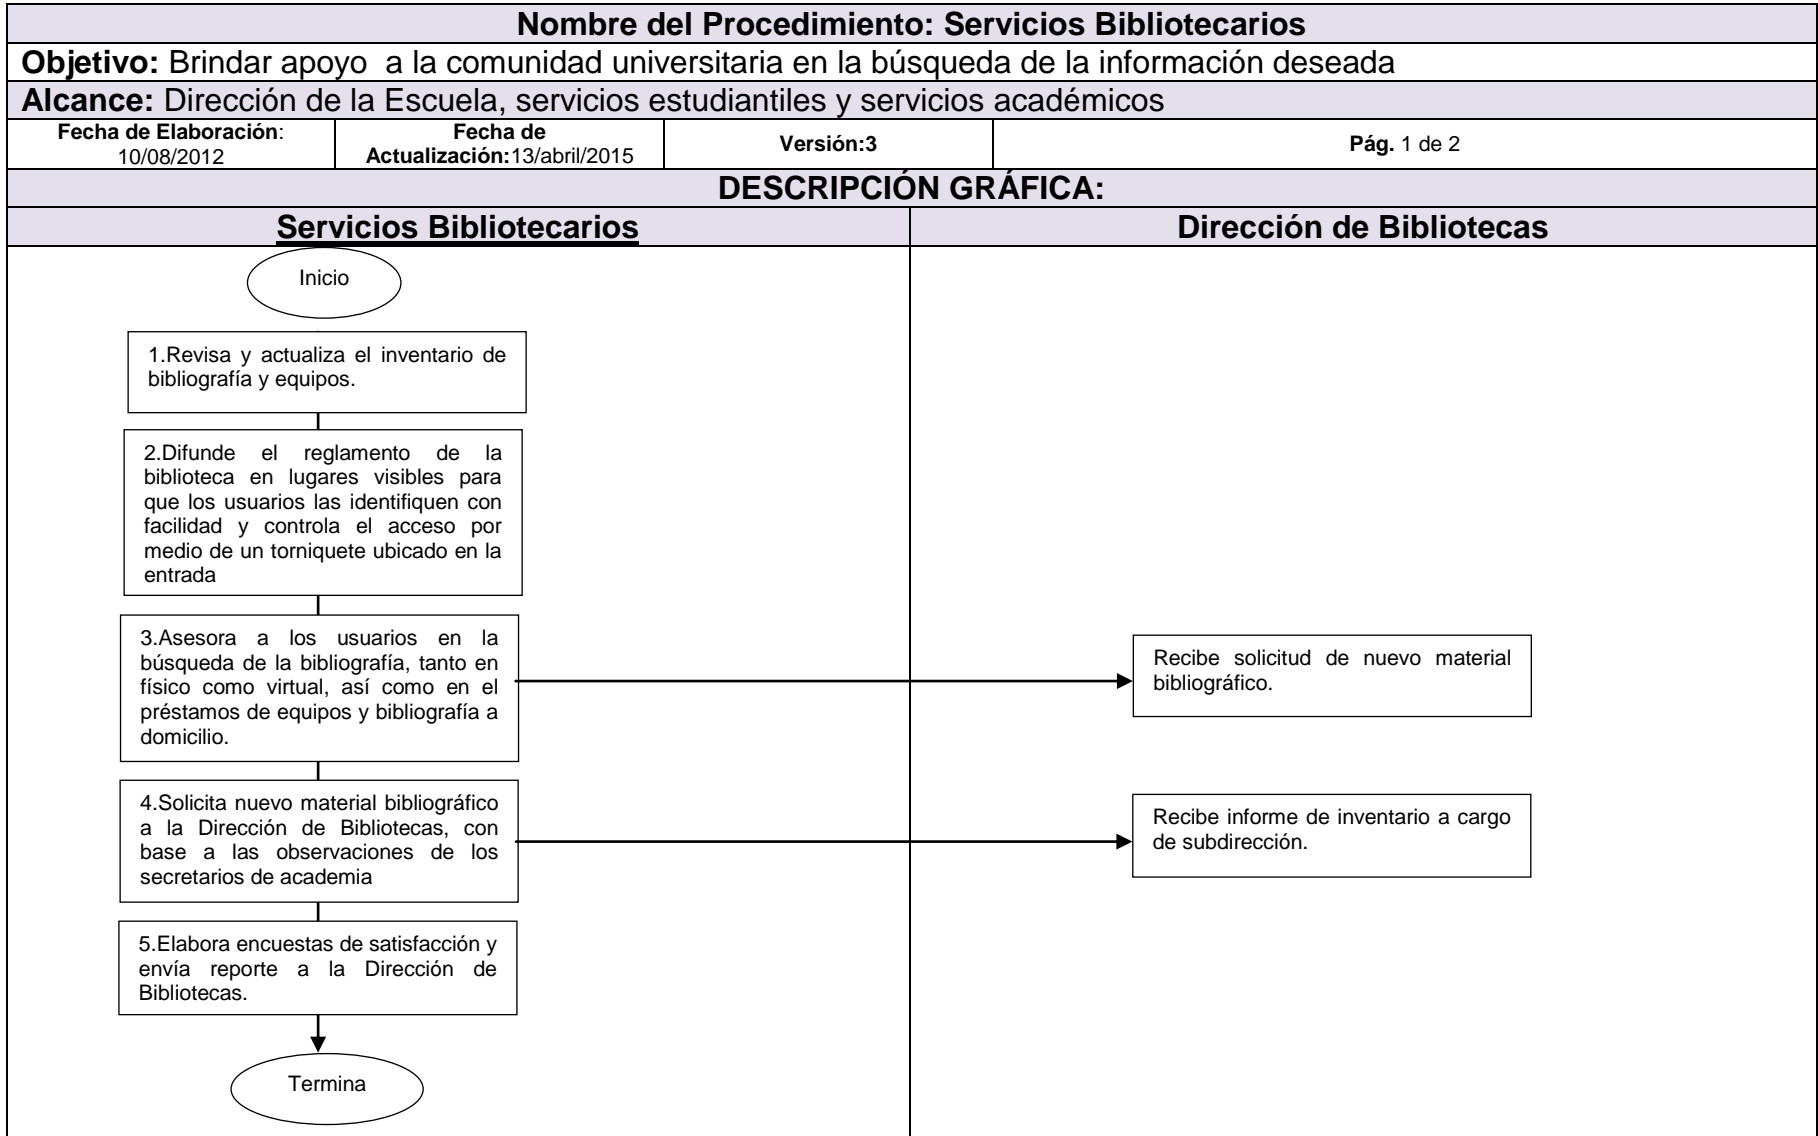 Nombre del Procedimiento: Servicios Bibliotecarios
Objetivo: Brindar apoyo a la comunidad universitaria en la búsqueda de la información deseada
Alcance: Dirección de la Escuela, servicios estudiantiles y servicios académicos
Fecha de Elaboración:
10/08/2012
Fecha de
Actualización:13/abril/2015
Versión:3
Pág. 1 de 2
DESCRIPCIÓN GRÁFICA:
Servicios Bibliotecarios
Dirección de Bibliotecas
Inicio
1.Revisa y actualiza el inventario de
bibliografía y equipos.
2.Difunde el reglamento de la
biblioteca en lugares visibles para
que los usuarios las identifiquen con
facilidad y controla el acceso por
medio de un torniquete ubicado en la
entrada
3.Asesora a los usuarios en la
búsqueda de la bibliografía, tanto en
físico como virtual, así como en el
préstamos de equipos y bibliografía a
domicilio.
Recibe solicitud de nuevo material
bibliográfico.
4.Solicita nuevo material bibliográfico
a la Dirección de Bibliotecas, con
base a las observaciones de los
secretarios de academia
Recibe informe de inventario a cargo
de subdirección.
5.Elabora encuestas de satisfacción y
envía reporte a la Dirección de
Bibliotecas.
Termina